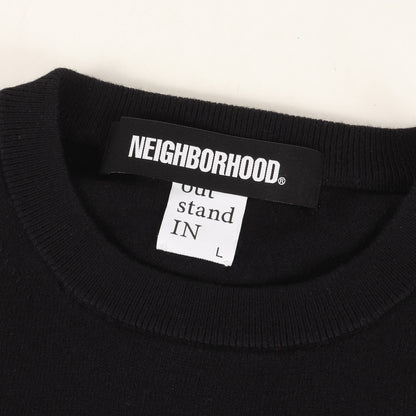 NEIGHBORHOOD®
out
stand
IN
L